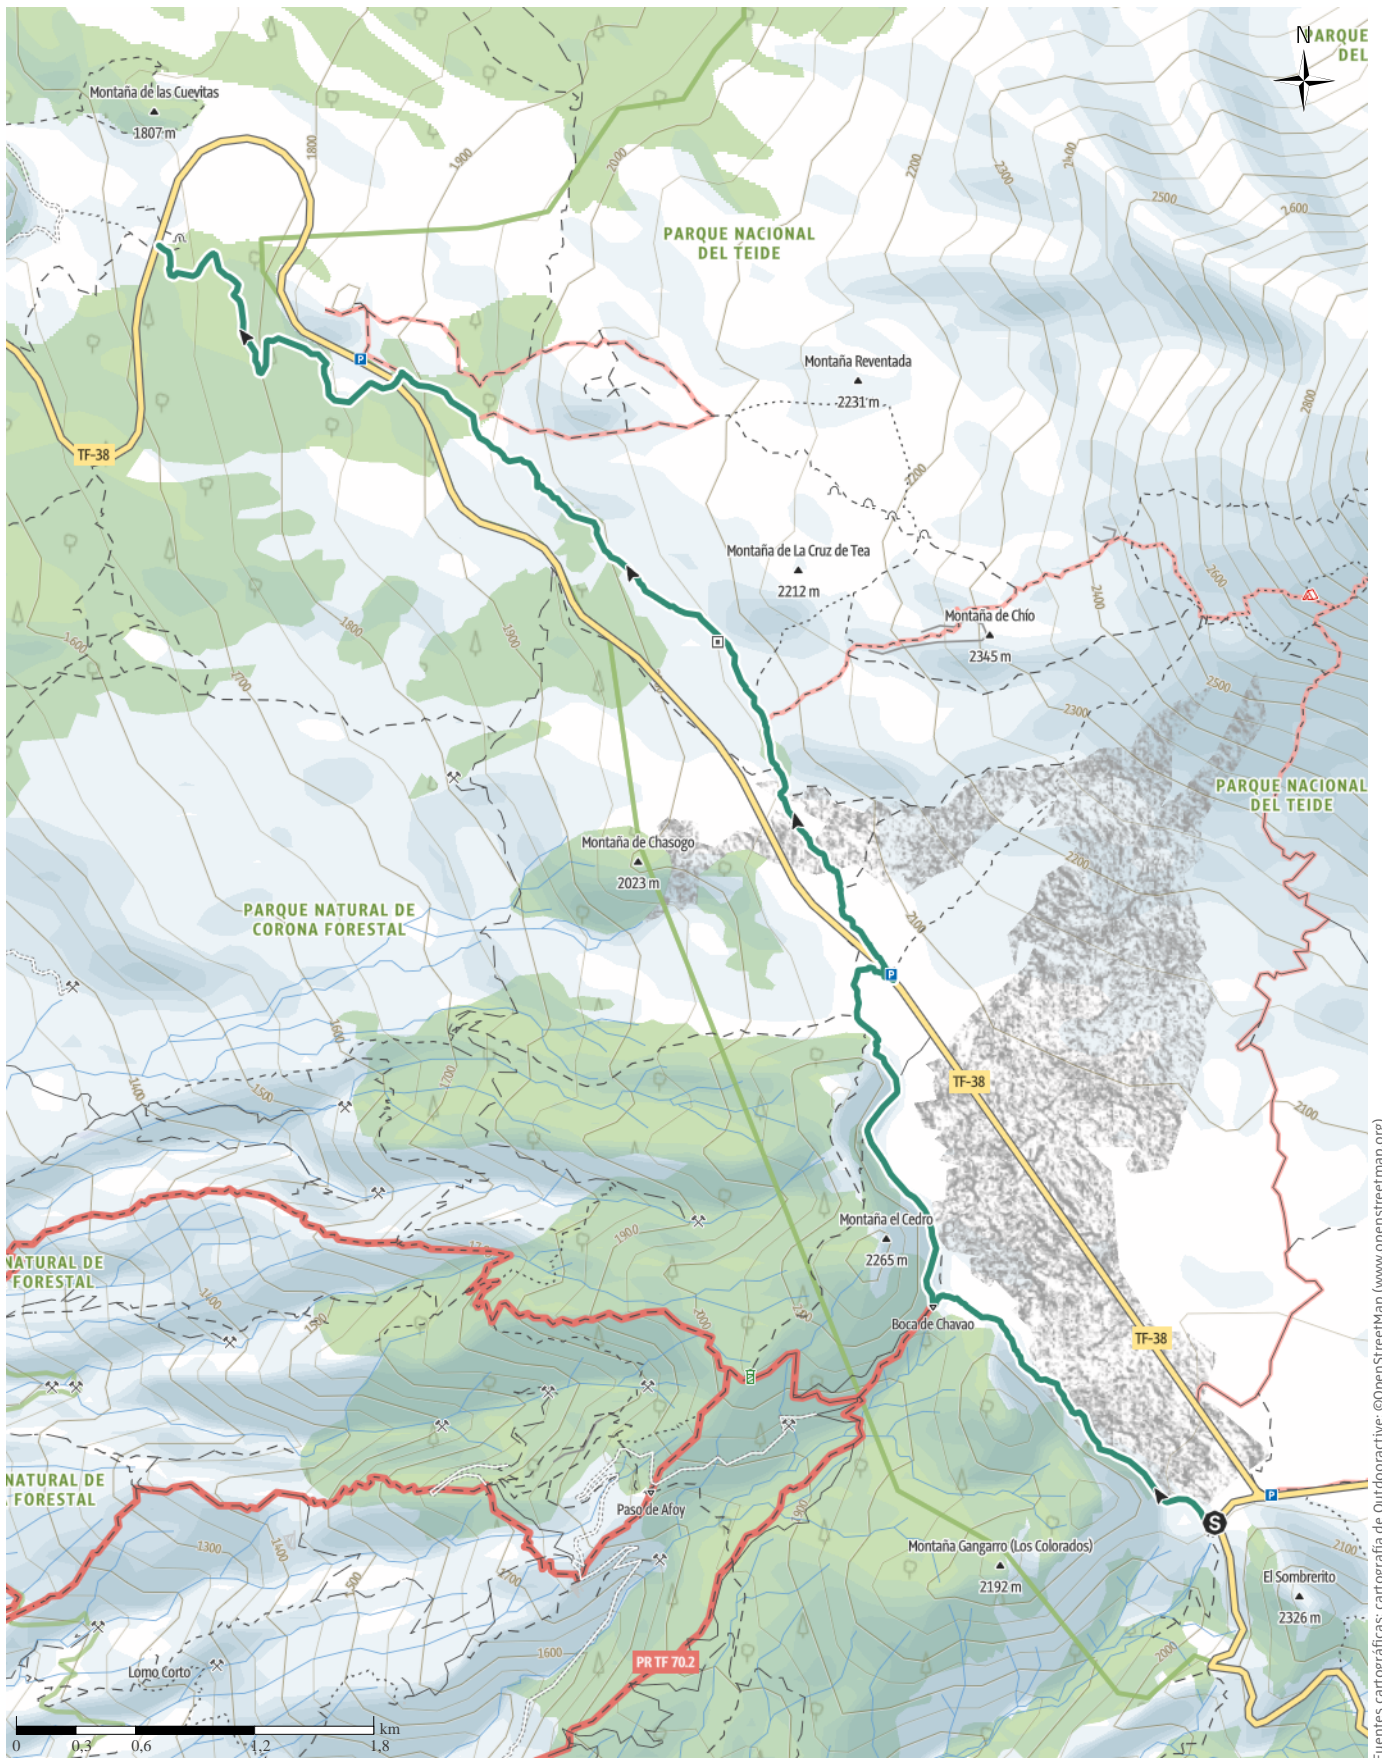 N
PARQUE
DEL
Montaña de las Cuevitas
1807 m
1800
1900
2000
2200
2300
2400
2500
2600
PARQUE NACIONAL
DEL TEIDE
P
Montaña Reventada
2231 m
2800
TF-38
2200
Montaña de La Cruz de Tea
2212 m
2600
2400
Montaña de Chío
2345 m
1600
1800
1900
1700
2500
2300
PARQUE NACIONAL
DEL TEIDE
Montaña de Chasogo
2023 m
2200
PARQUE NATURAL DE
CORONA FORESTAL
2100
P
1600
1400
1500
1700
TF-38
2100
Montaña el Cedro
2265 m
1900
NATURAL DE
FORESTAL
1400
1500
2000
Boca de Chavao
TF-38
NATURAL DE
FORESTAL
Paso de Afoy
1900
P
S
1300
1400
1500
1700
Montaña Gangarro (Los Colorados)
2192 m
2100
El Sombrerito
2326 m
1600
2000
PR TF 70.2
Lomo Corto
km
0
0,3
0,6
1,2
1,8
uentes cartográficas: cartografía de Outdooractive; ©OpenStreetMap (www.openstreetmap.org)